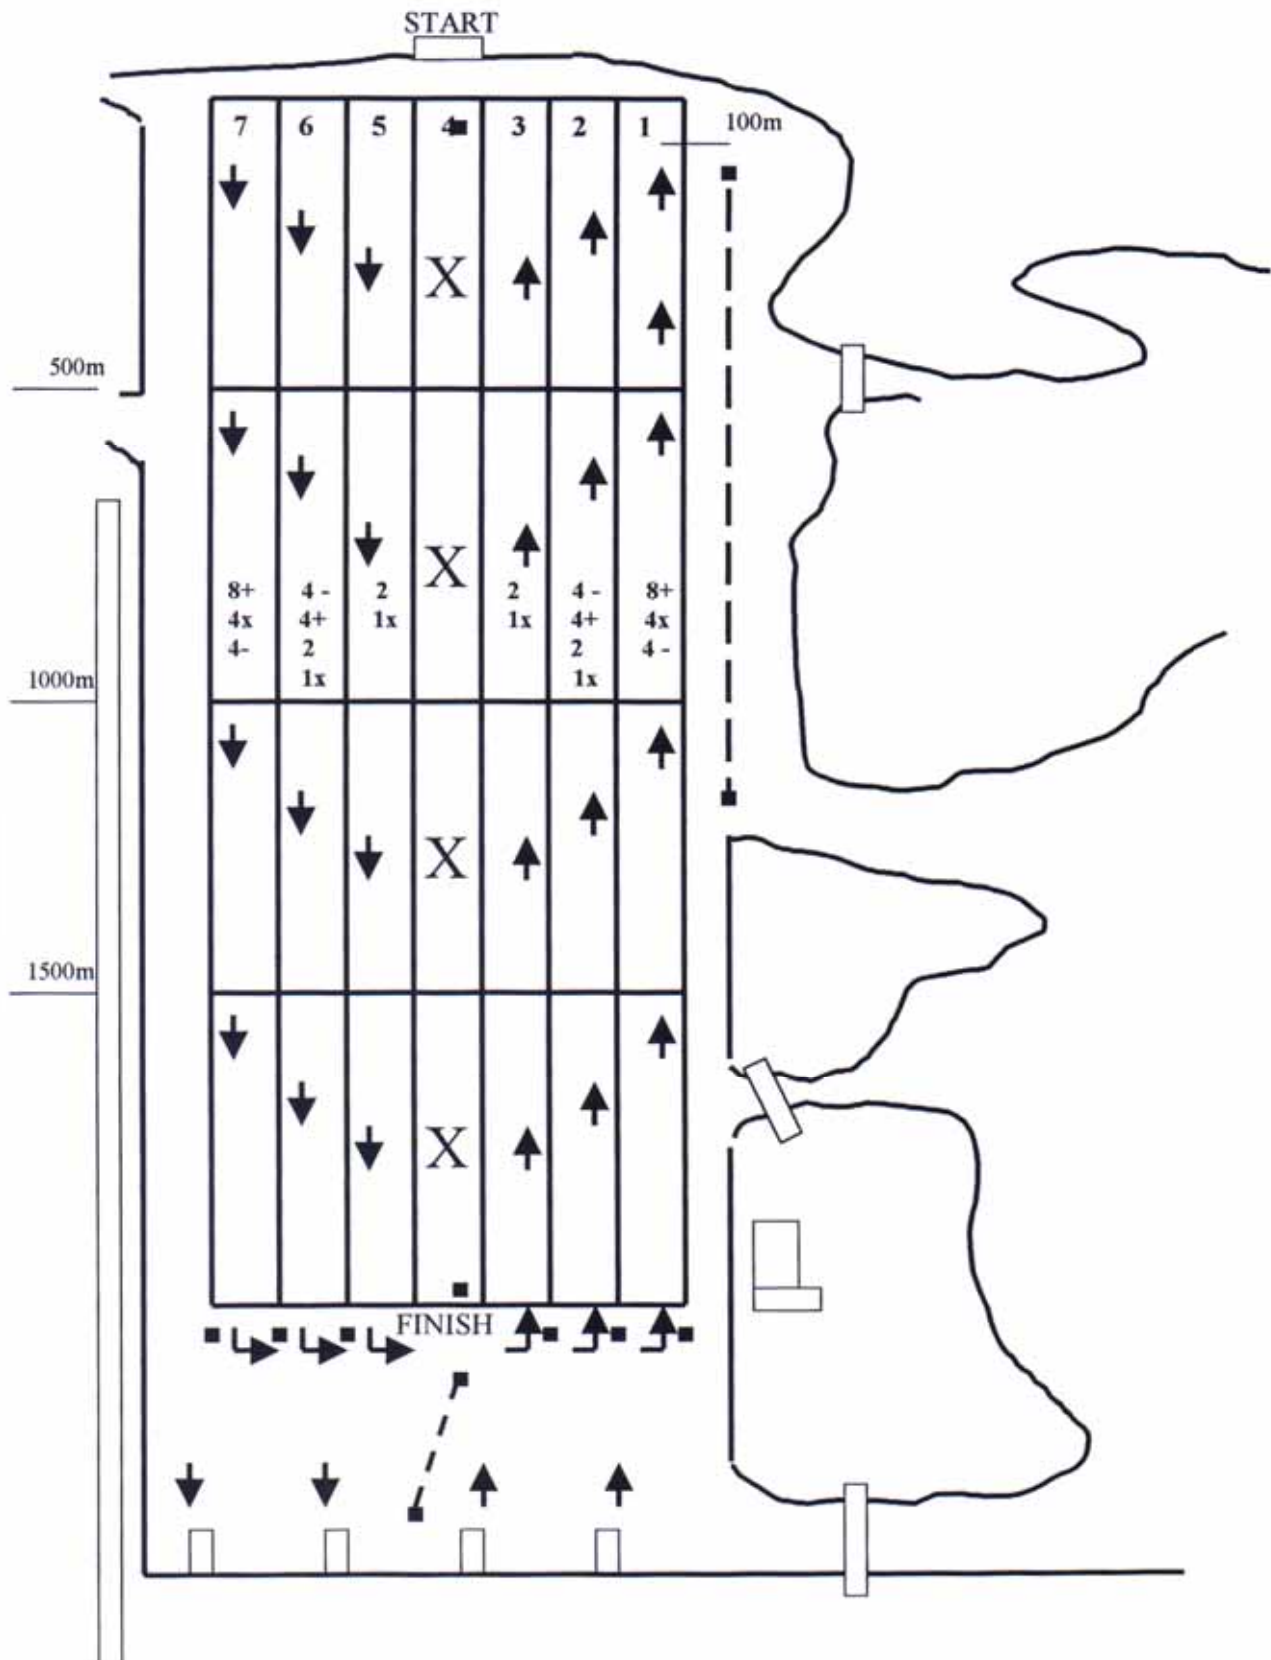 START
7 6 5 4 3 2 1
100m
X
500m
X
8+ 4 - 2 2 4 - 8+
4x 4+ 1x 1x 4+ 4x
4- 2 2 4 -
1x 1x
1000m
X
1500m
X
FINISH